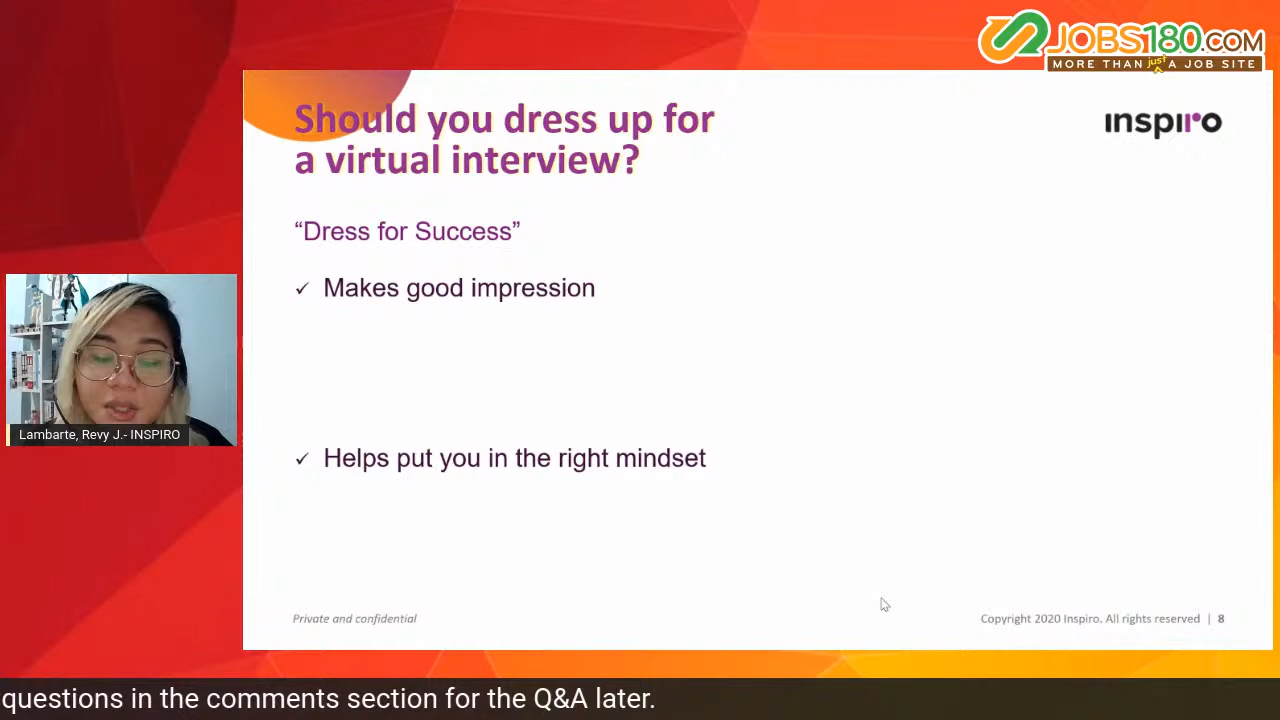 JOBS180.COM
MORE THAN just A JOB SITE
Should you dress up for
a virtual interview?
inspiro
“Dress for Success”
✓ Makes good impression
Lambarte, Revy J.- INSPIRO
✓ Helps put you in the right mindset
Private and confidential
Copyright 2020 Inspiro. All rights reserved | 8
questions in the comments section for the Q&A later.